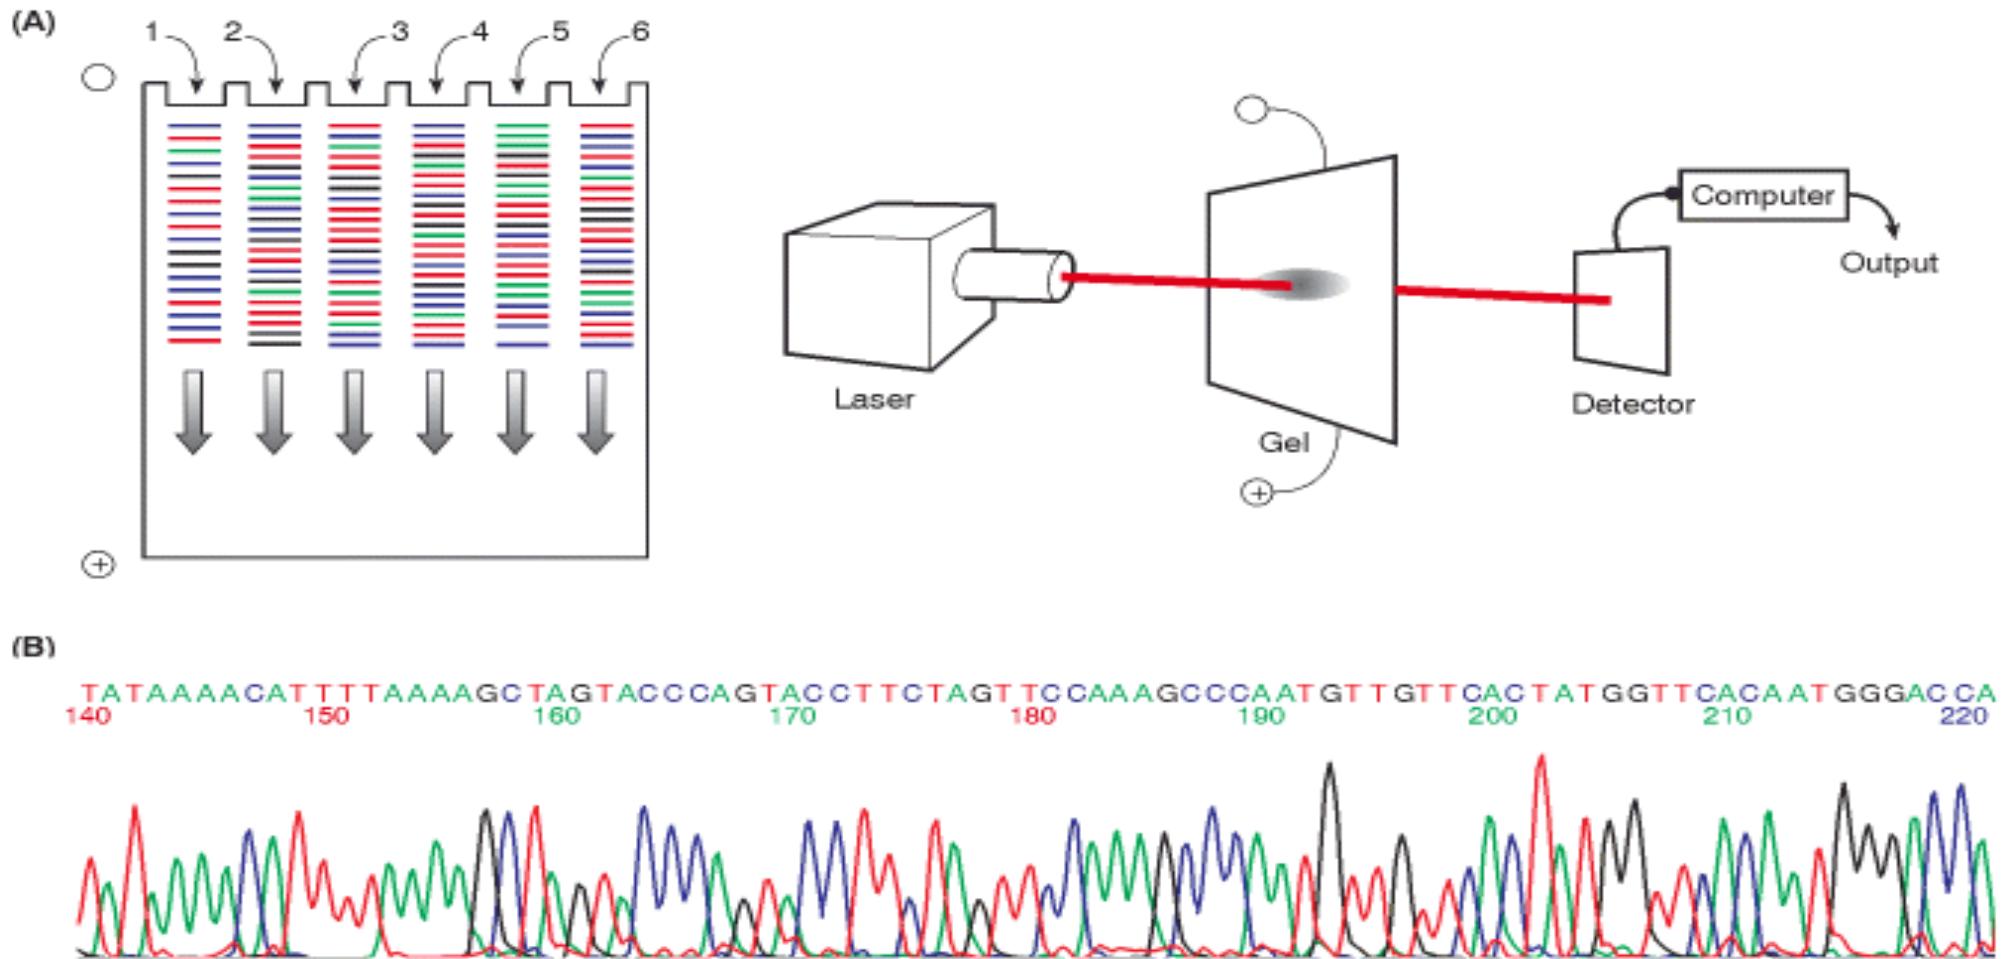 (A)
1 2 3 4 5 6
+
Laser
Gel
+
Detector
Computer
Output
(B)
TATAAAACATTTTAAAAGCTAGTACCCAGTACCTTCTAGTTCCAAAGCCCAATGTTGTTCACTATGGTTCACAATGGGACCA
140 150 160 170 180 190 200 210 220